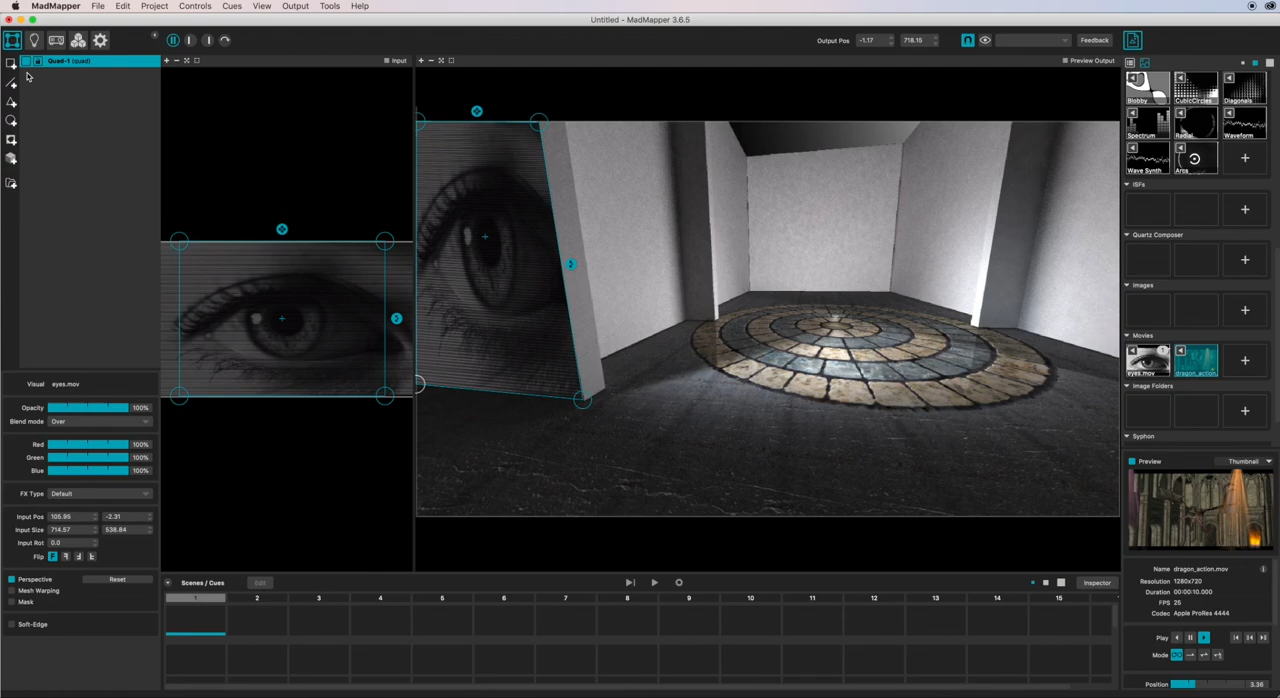 MadMapper File Edit Project Controls Cues View Output Tools Help
Untitled - MadMapper 3.6.5
Output Pos -1.17 718.15 Feedback
Quad-1 (quad)
Input
Preview Output
Blobby CubicCircles Diagonals
Spectrum Radial Waveform
Wave Synth Arcs
ISFs
Quartz Composer
Images
Movies
eyes.mov dragon_action.
Image Folders
Syphon
Visual eyes.mov
Opacity 100%
Blend mode Over
Red 100%
Green 100%
Blue 100%
FX Type Default
Input Pos 105.95 -2.31
Input Size 714.57 538.84
Input Rot 0.0
Flip
Perspective Reset
Mesh Warping
Mask
Soft-Edge
Scenes / Cues Edit Inspector
1 2 3 4 5 6 7 8 9 10 11 12 13 14 15
Preview Thumbnail
Name dragon_action.mov
Resolution 1280x720
Duration 00:00:10.000
FPS 25
Codec Apple ProRes 4444
Play
Mode
Position 3.36